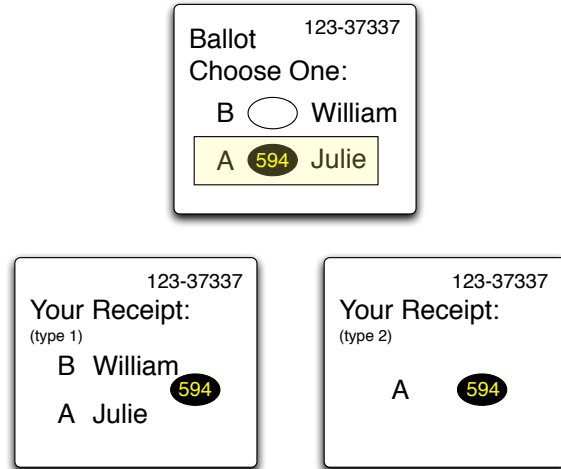 123-37337
Ballot
Choose One:
B William
A 594 Julie
123-37337
Your Receipt:
(type 1)
B William
594
A Julie
123-37337
Your Receipt:
(type 2)
A 594